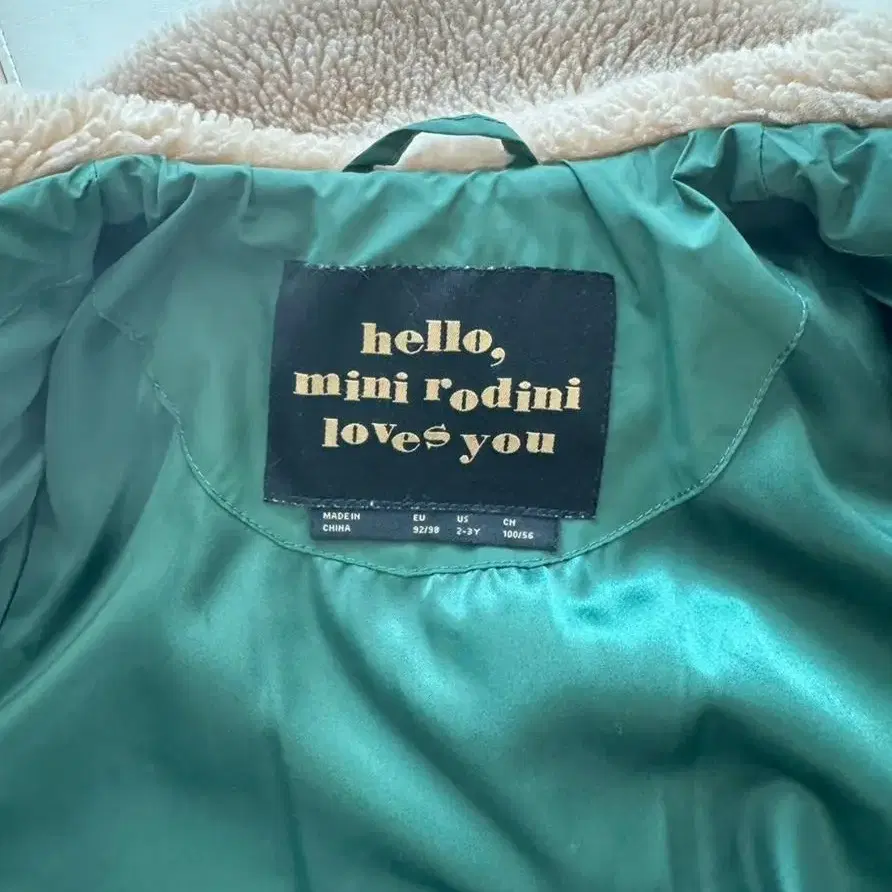 hello,
mini rodini
loves you
MADE IN EU US CH
CHINA 92/98 2-3Y 100/56